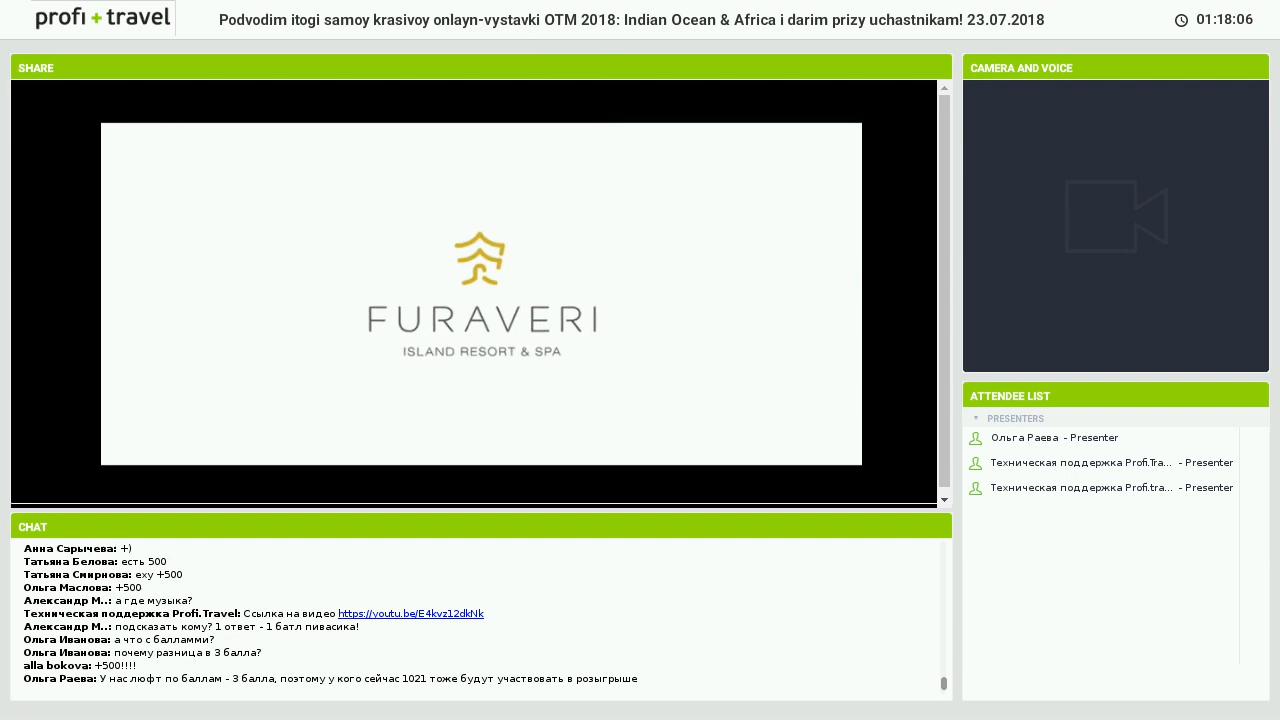 profi + travel
Podvodim itogi samoy krasivoy onlayn-vystavki OTM 2018: Indian Ocean & Africa i darim prizy uchastnikam! 23.07.2018
01:18:06
SHARE
FURAVERI
ISLAND RESORT & SPA
CAMERA AND VOICE
ATTENDEE LIST
PRESENTERS
Ольга Раева - Presenter
Техническая поддержка Profi.Tra... - Presenter
Техническая поддержка Profi.tra... - Presenter
CHAT
Анна Сарычева: +)
Татьяна Белова: есть 500
Татьяна Смирнова: еху +500
Ольга Маслова: +500
Александр М..: а где музыка?
Техническая поддержка Profi.Travel: Ссылка на видео https://youtu.be/E4kvz12dkNk
Александр М..: подсказать кому? 1 ответ - 1 батл пивасика!
Ольга Иванова: а что с балламми?
Ольга Иванова: почему разница в 3 балла?
alla bokova: +500!!!!
Ольга Раева: У нас люфт по баллам - 3 балла, поэтому у кого сейчас 1021 тоже будут участвовать в розыгрыше